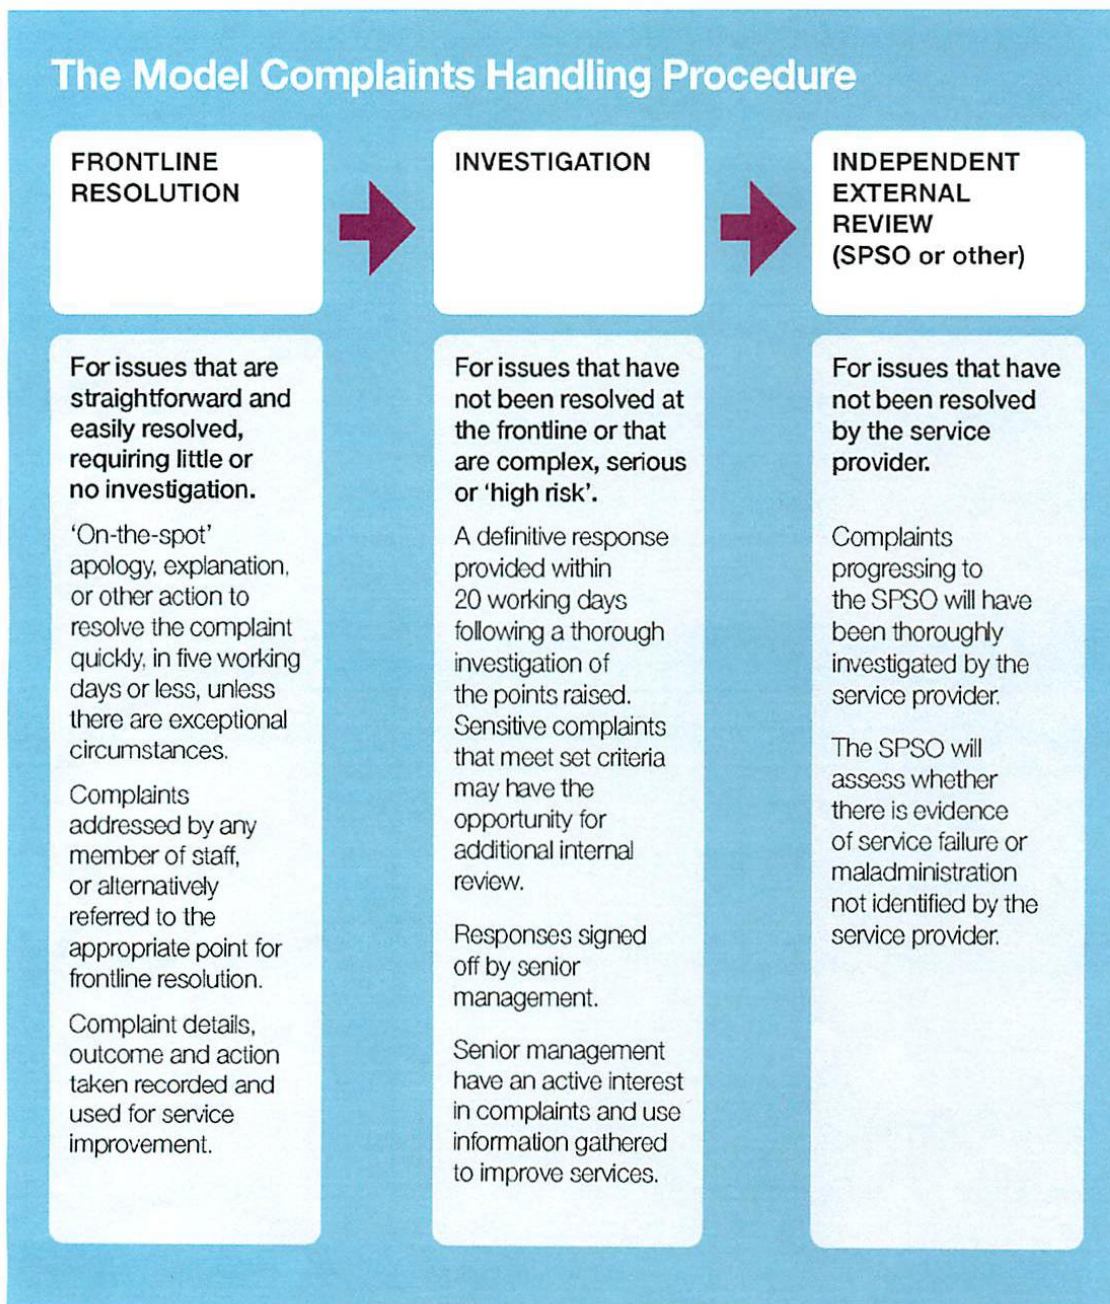 The Model Complaints Handling Procedure
FRONTLINE
RESOLUTION
INVESTIGATION
INDEPENDENT
EXTERNAL
REVIEW
(SPSO or other)
For issues that are
straightforward and
easily resolved,
requiring little or
no investigation.
'On-the-spot'
apology, explanation,
or other action to
resolve the complaint
quickly, in five working
days or less, unless
there are exceptional
circumstances.
Complaints
addressed by any
member of staff,
or alternatively
referred to the
appropriate point for
frontline resolution.
Complaint details,
outcome and action
taken recorded and
used for service
improvement.
For issues that have
not been resolved at
the frontline or that
are complex, serious
or 'high risk'.
A definitive response
provided within
20 working days
following a thorough
investigation of
the points raised.
Sensitive complaints
that meet set criteria
may have the
opportunity for
additional internal
review.
Responses signed
off by senior
management.
Senior management
have an active interest
in complaints and use
information gathered
to improve services.
For issues that have
not been resolved
by the service
provider.
Complaints
progressing to
the SPSO will have
been thoroughly
investigated by the
service provider.
The SPSO will
assess whether
there is evidence
of service failure or
maladministration
not identified by the
service provider.